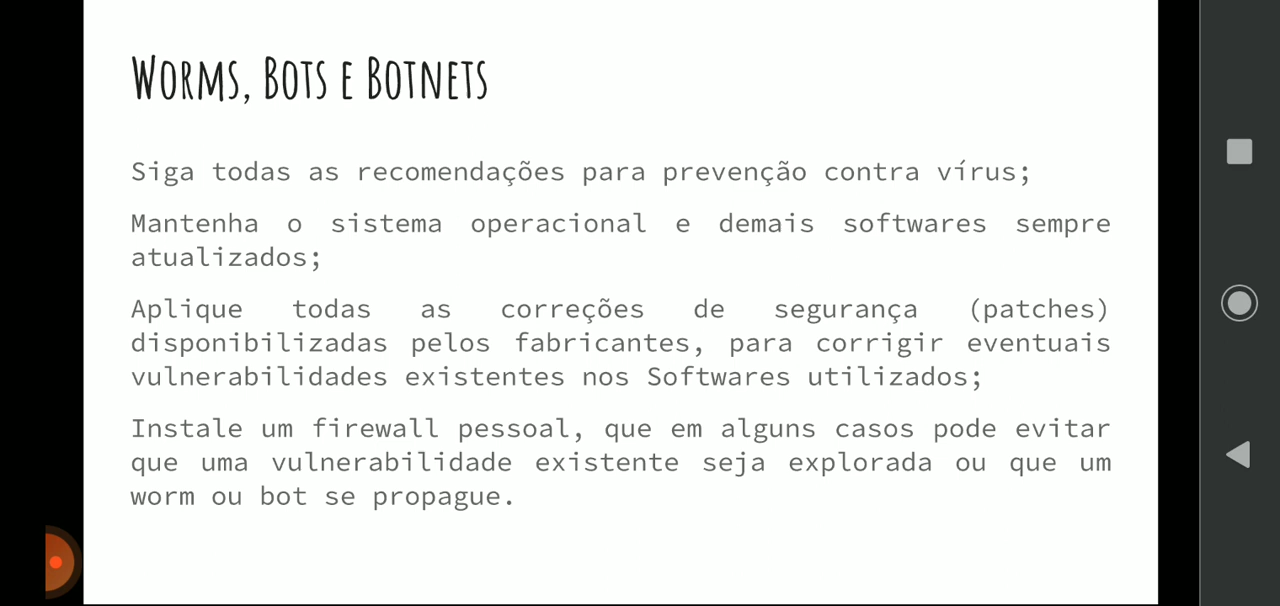 Worms, Bots e Botnets
Siga todas as recomendações para prevenção contra vírus;
Mantenha o sistema operacional e demais softwares sempre
atualizados;
Aplique todas as correções de segurança (patches)
disponibilizadas pelos fabricantes, para corrigir eventuais
vulnerabilidades existentes nos Softwares utilizados;
Instale um firewall pessoal, que em alguns casos pode evitar
que uma vulnerabilidade existente seja explorada ou que um
worm ou bot se propague.